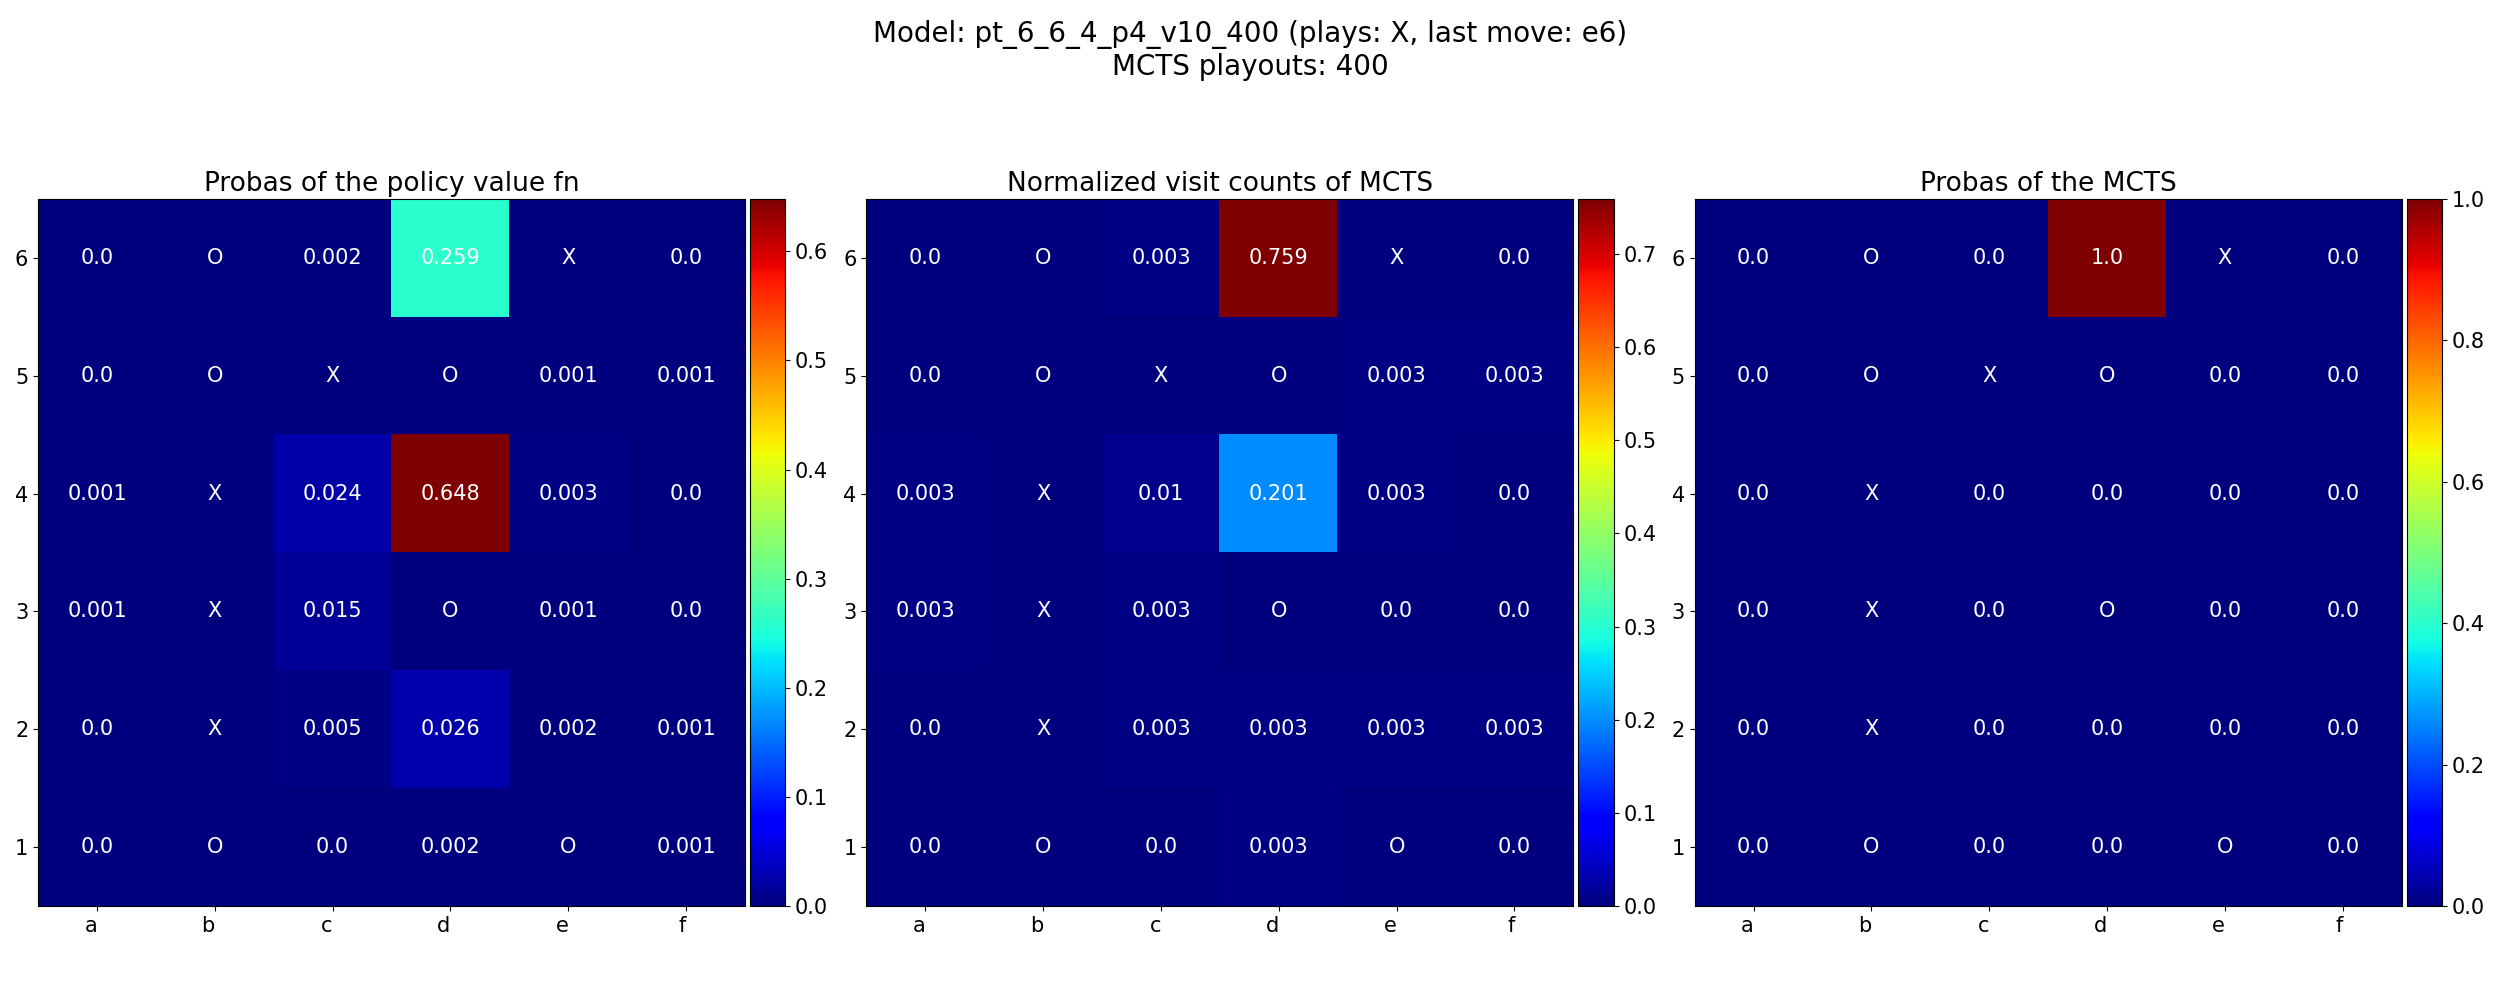 Model: pt_6_6_4_p4_v10_400 (plays: X, last move: e6)
MCTS playouts: 400
Probas of the policy value fn
6 0.0 O 0.002 0.259 X 0.0
5 0.0 O X O 0.001 0.001
4 0.001 X 0.024 0.648 0.003 0.0
3 0.001 X 0.015 O 0.001 0.0
2 0.0 X 0.005 0.026 0.002 0.001
1 0.0 O 0.0 0.002 O 0.001
a b c d e f
0.6
0.5
0.4
0.3
0.2
0.1
0.0
Normalized visit counts of MCTS
6 0.0 O 0.003 0.759 X 0.0
5 0.0 O X O 0.003 0.003
4 0.003 X 0.01 0.201 0.003 0.0
3 0.003 X 0.003 O 0.0 0.0
2 0.0 X 0.003 0.003 0.003 0.003
1 0.0 O 0.0 0.003 O 0.0
a b c d e f
0.7
0.6
0.5
0.4
0.3
0.2
0.1
0.0
Probas of the MCTS
6 0.0 O 0.0 1.0 X 0.0
5 0.0 O X O 0.0 0.0
4 0.0 X 0.0 0.0 0.0 0.0
3 0.0 X 0.0 O 0.0 0.0
2 0.0 X 0.0 0.0 0.0 0.0
1 0.0 O 0.0 0.0 O 0.0
a b c d e f
1.0
0.8
0.6
0.4
0.2
0.0